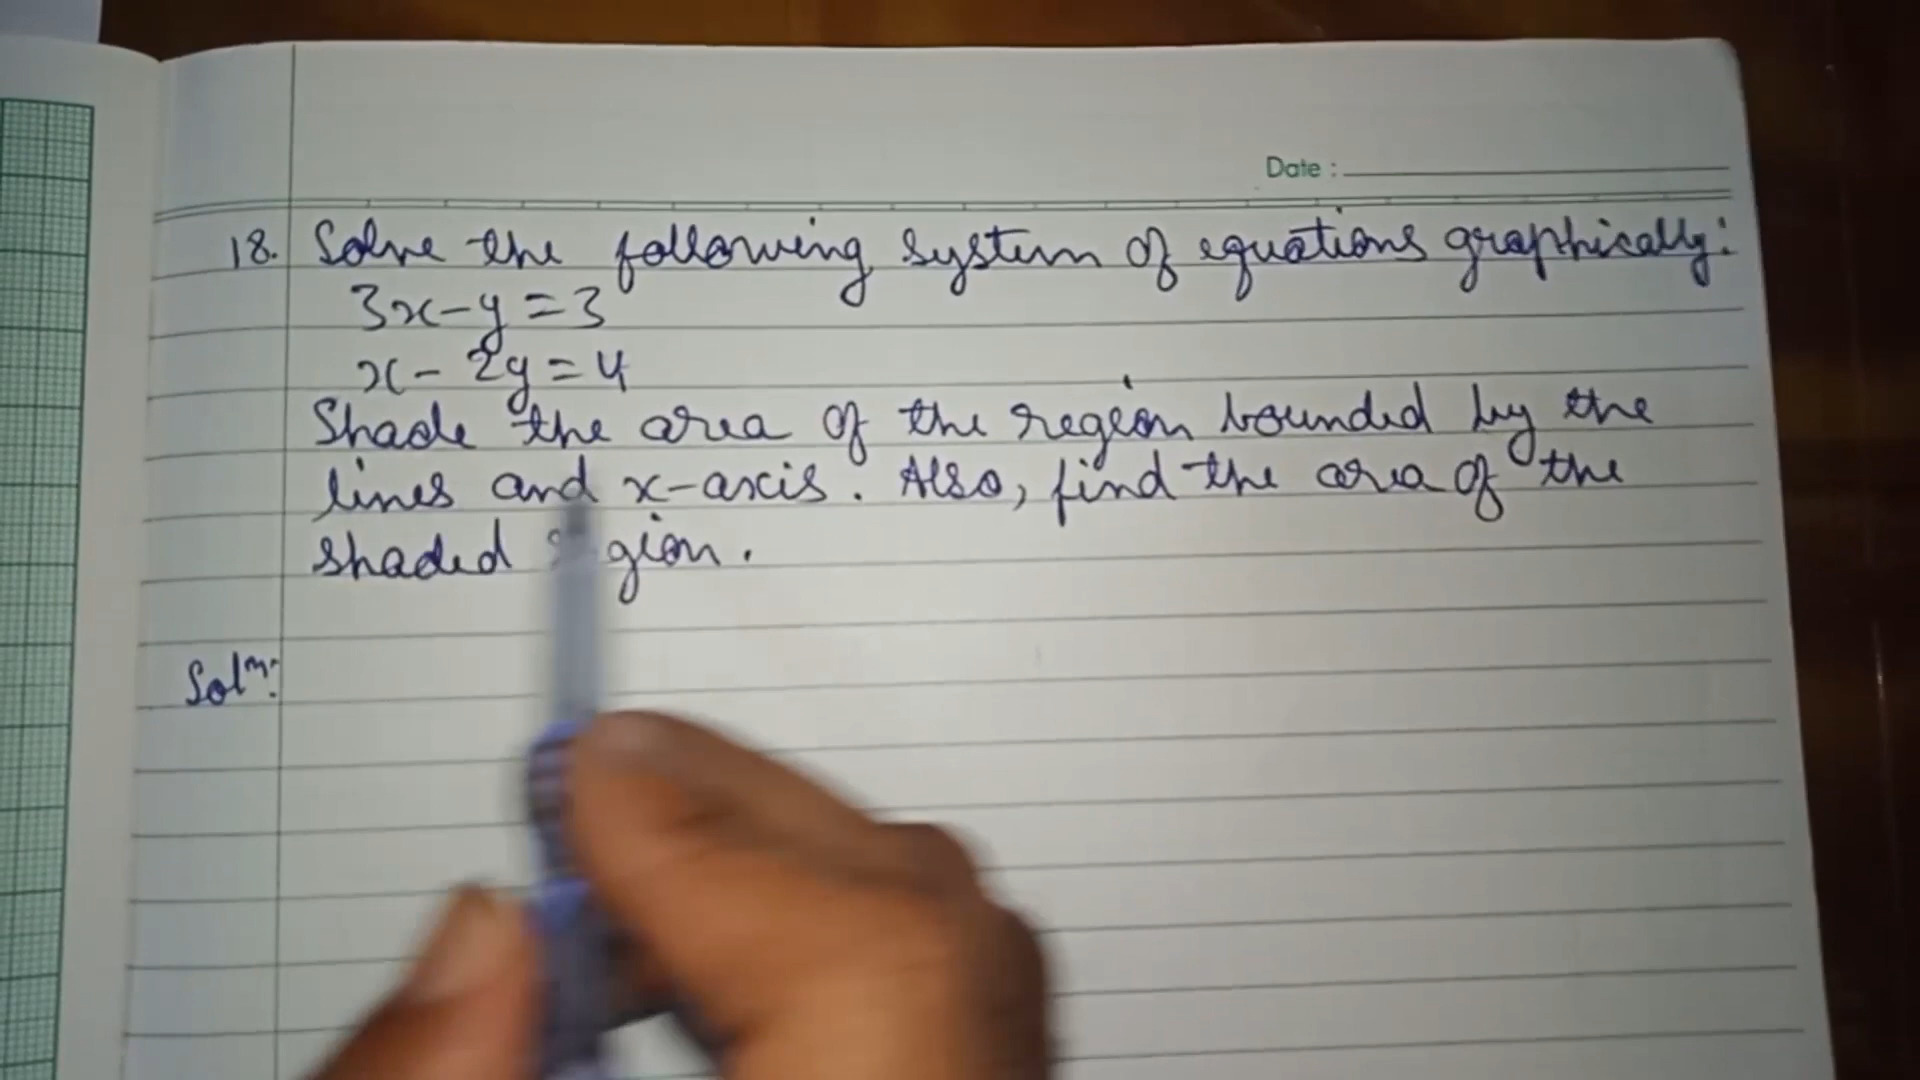 Date :
18. Solve the following system of equations graphically:
3x-y=3
x-2y=4
Shade the area of the region bounded by the
lines and x-axis. Also, find the area of the
shaded gion.
Solⁿ: